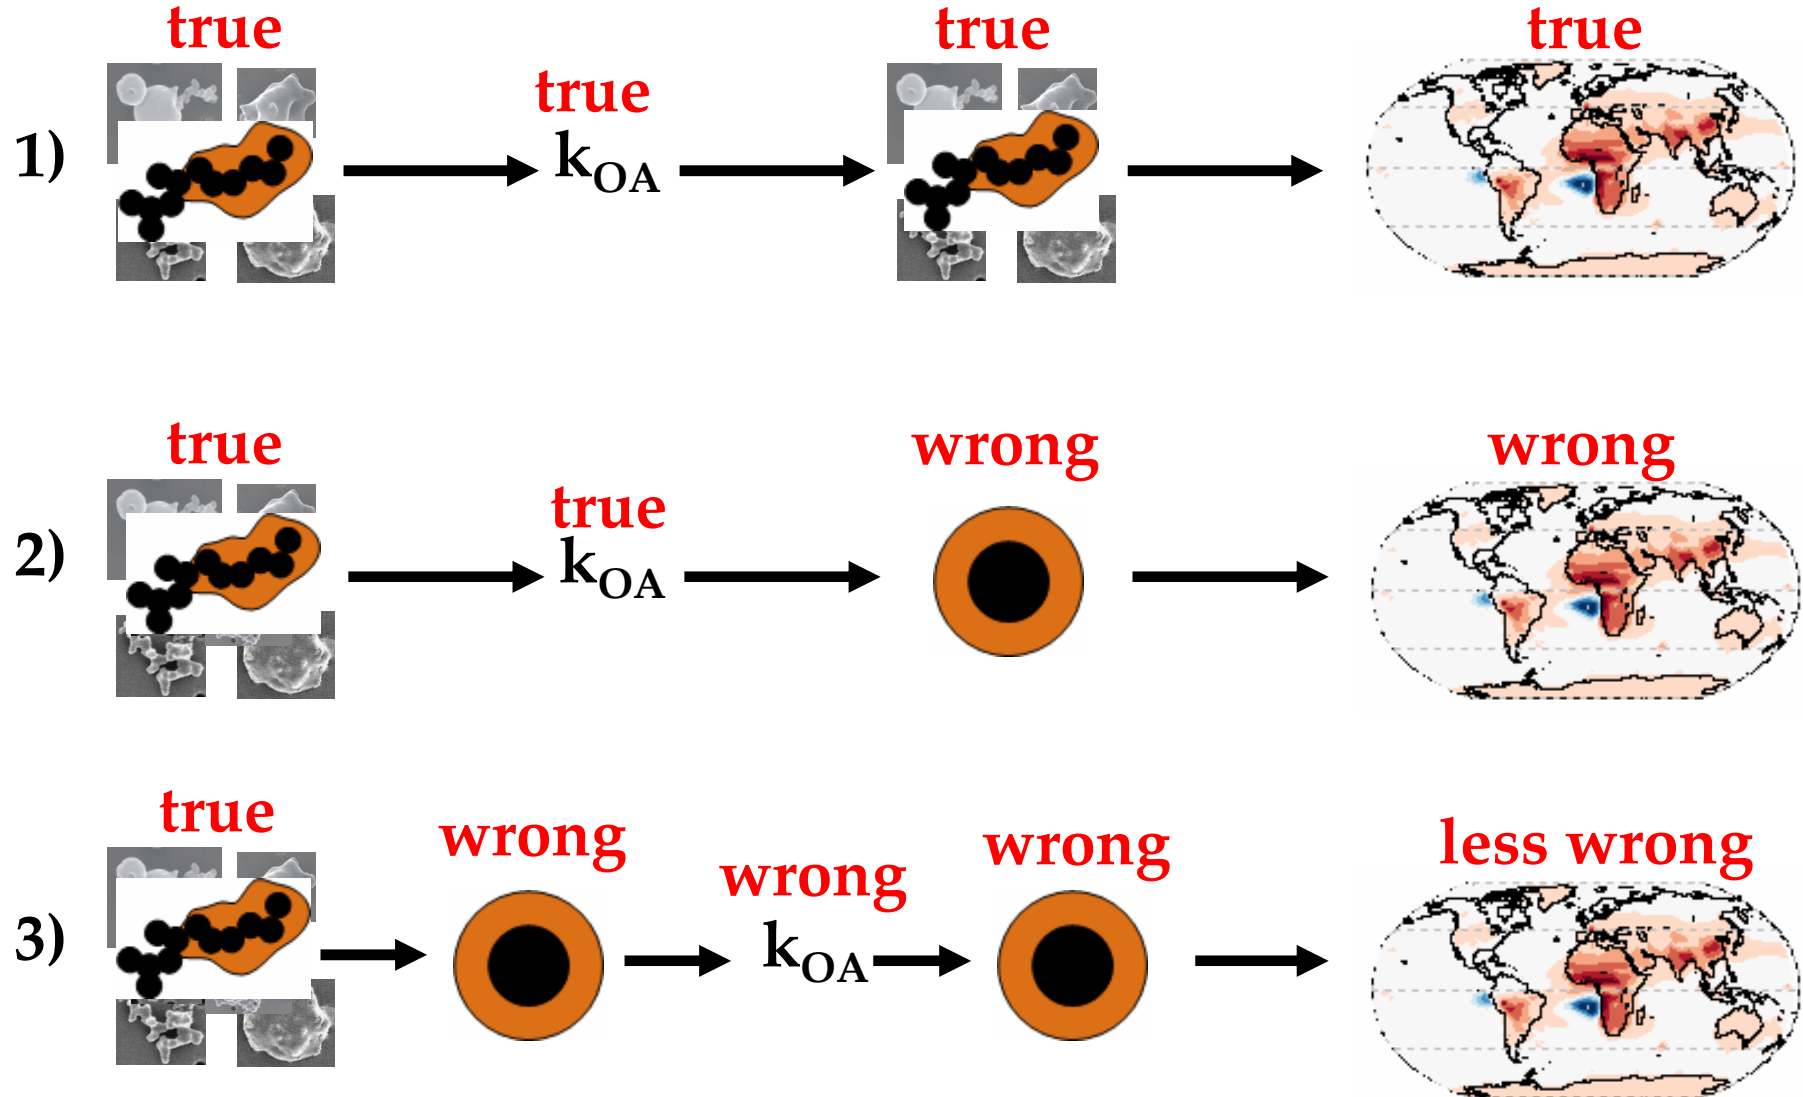 true true true
true
1) kOA
true wrong wrong
true
2) kOA
true wrong wrong wrong less wrong
3) kOA